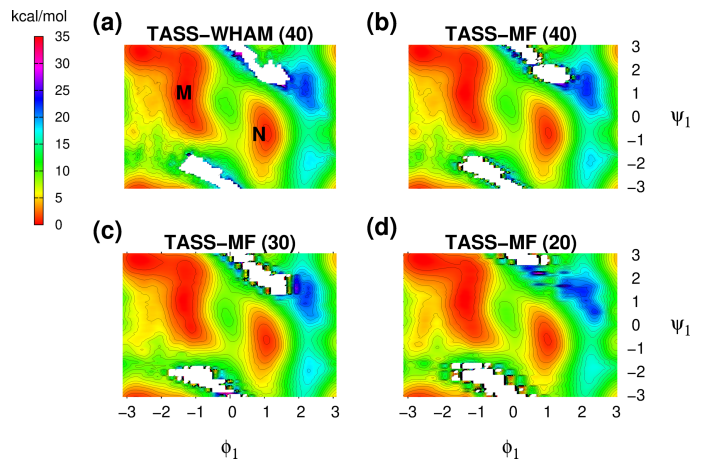 kcal/mol
35
30
25
20
15
10
5
0
(a)
TASS-WHAM (40)
M
N
(b)
TASS-MF (40)
3
2
1
0
−1
−2
−3
ψ1
(c)
TASS-MF (30)
−3 −2 −1 0 1 2 3
ϕ1
(d)
TASS-MF (20)
3
2
1
0
−1
−2
−3
ψ1
−3 −2 −1 0 1 2 3
ϕ1